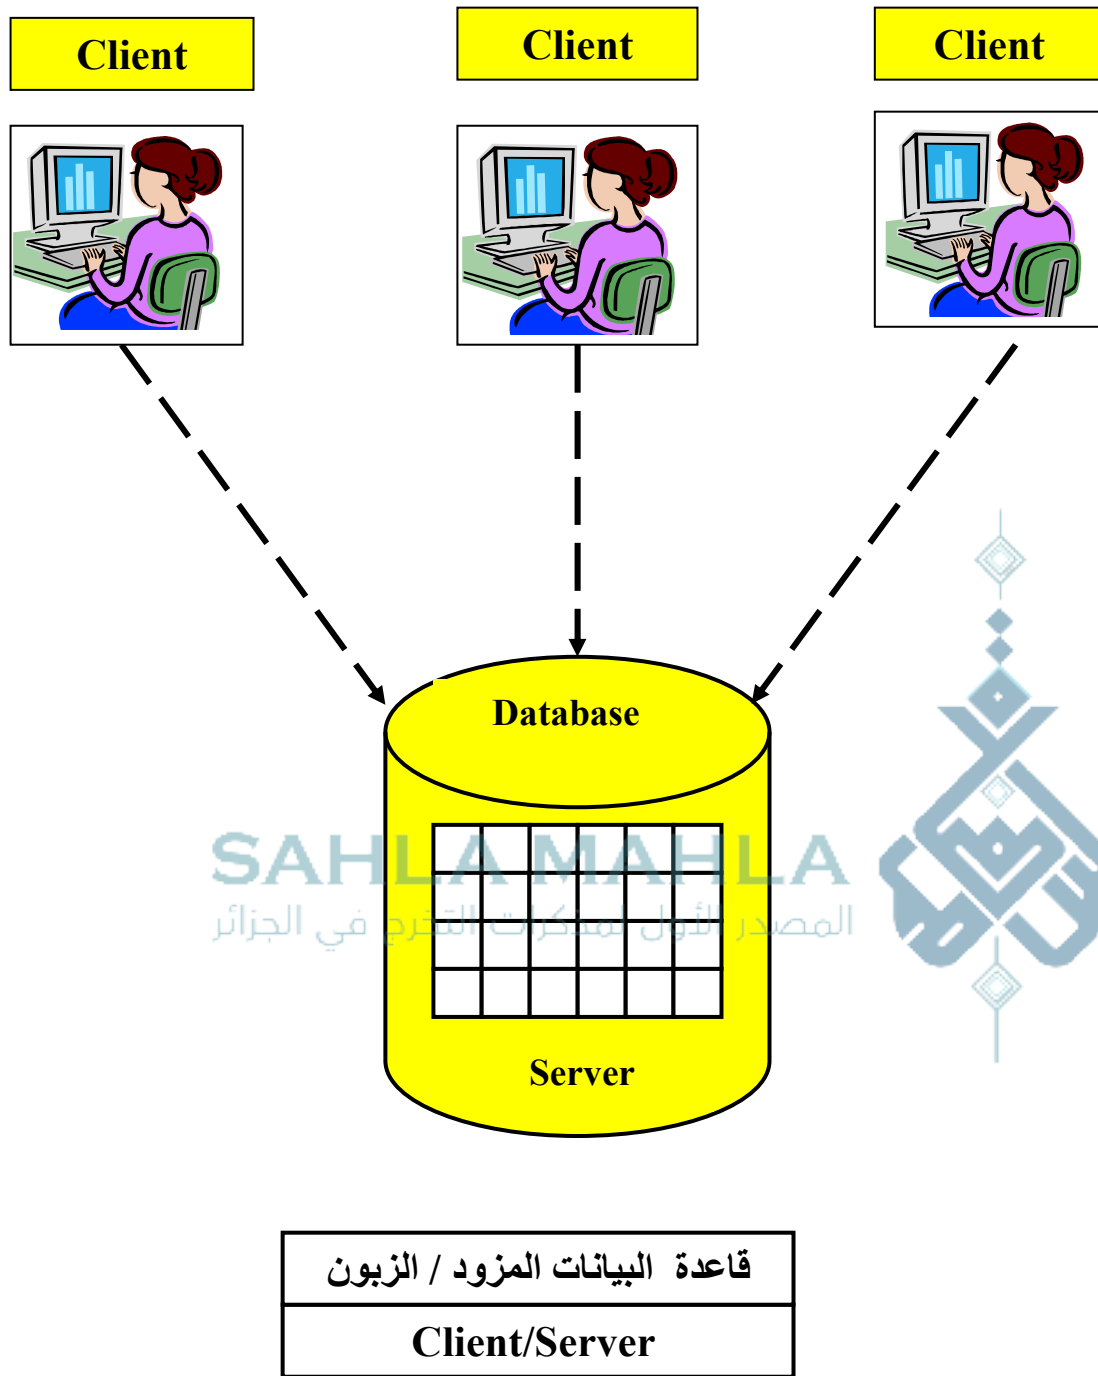 Client
Client
Client
Database
SAHLA MAHLA
المصدر الأول لمذكرات التخرج في الجزائر
Server
قاعدة البيانات المزود / الزبون
Client/Server